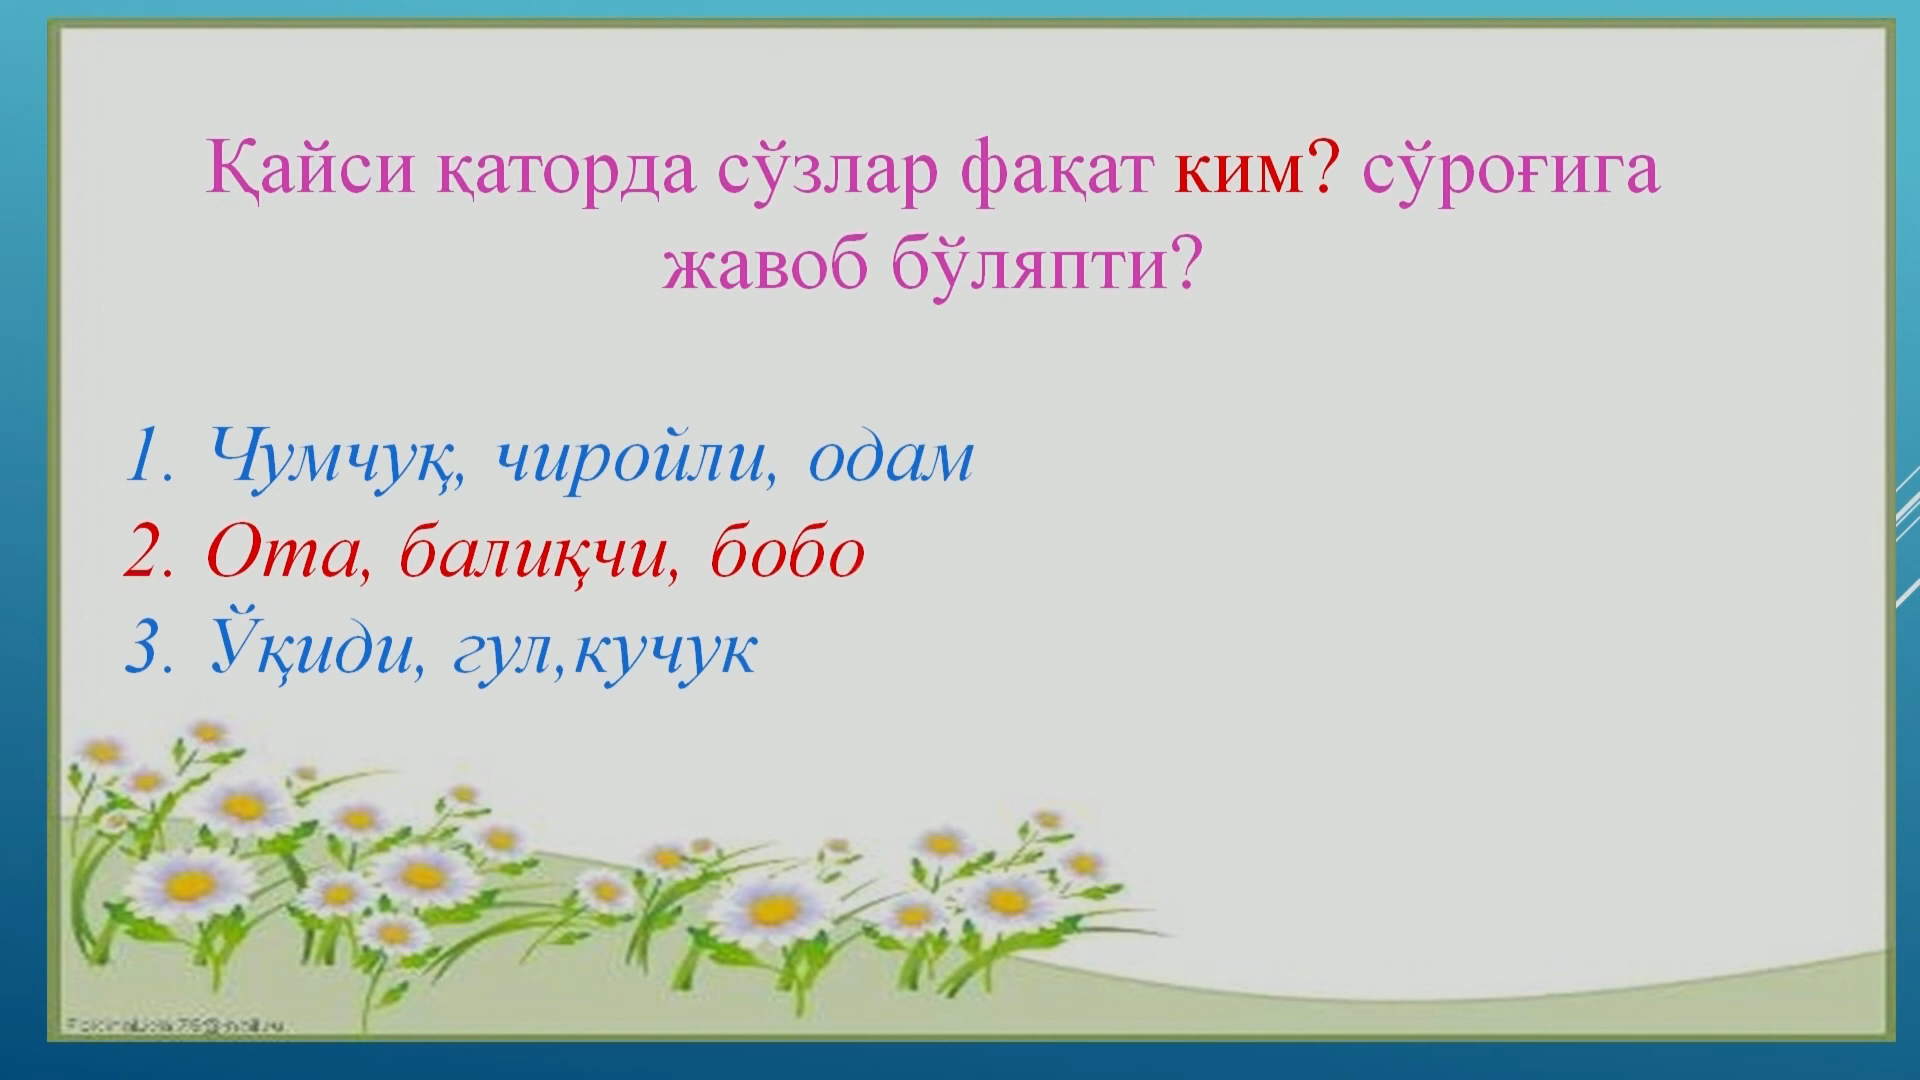 Қайси қаторда сўзлар фақат ким? сўроғига
жавоб бўляпти?
1. Чумчуқ, чиройли, одам
2. Ота, балиқчи, бобо
3. Ўқиди, гул,кучук